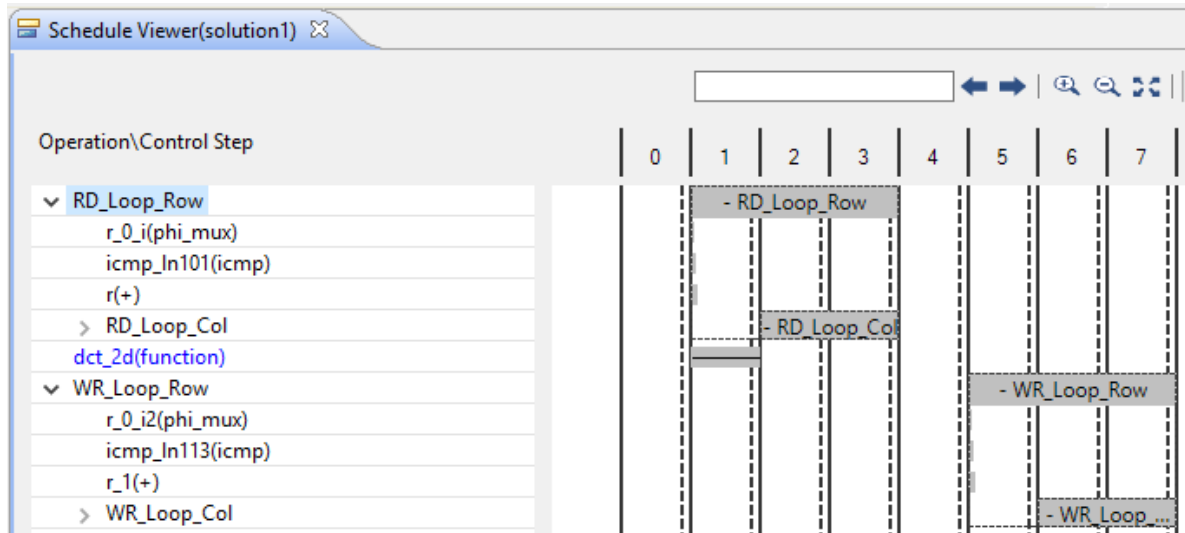 Schedule Viewer(solution1)
Operation\Control Step
0 1 2 3 4 5 6 7
RD_Loop_Row - RD_Loop_Row
r_0_i(phi_mux)
icmp_ln101(icmp)
r(+)
RD_Loop_Col - RD_Loop_Col
dct_2d(function)
WR_Loop_Row - WR_Loop_Row
r_0_i2(phi_mux)
icmp_ln113(icmp)
r_1(+)
WR_Loop_Col - WR_Loop_...